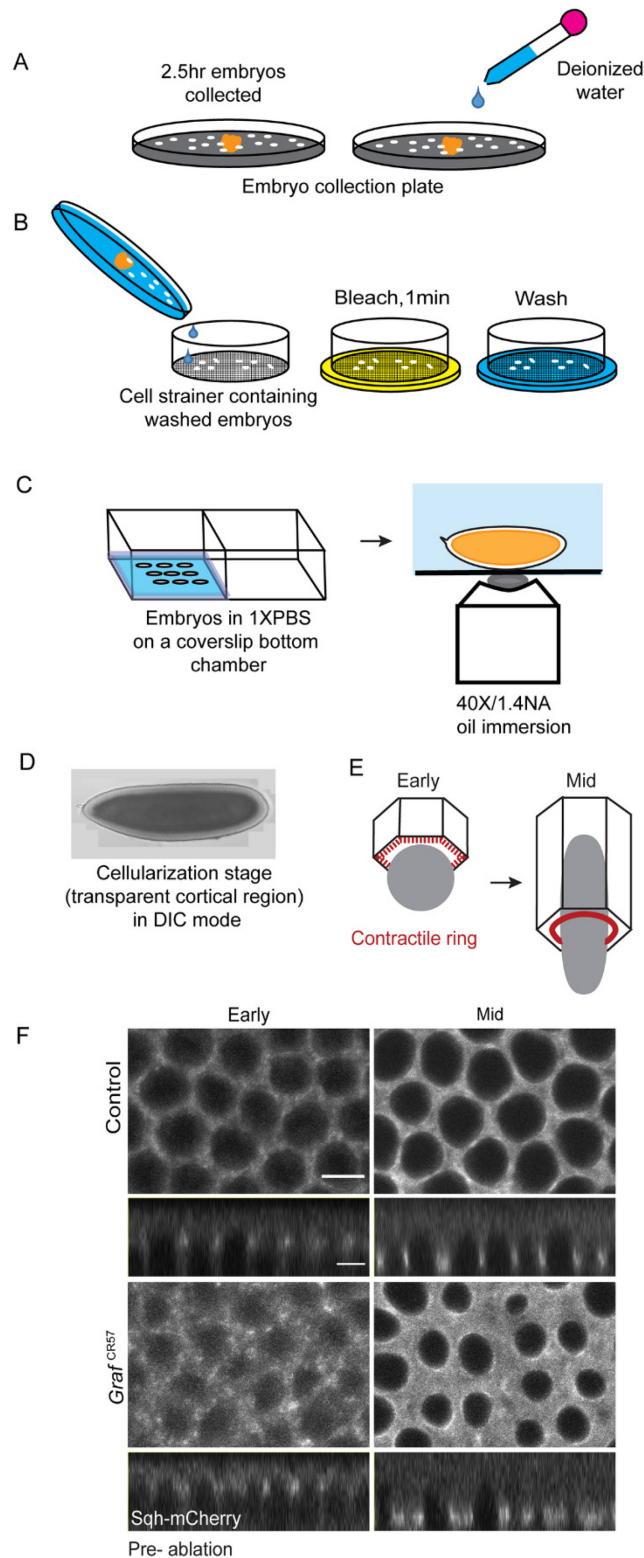 A
2.5hr embryos
collected
Deionized
water
Embryo collection plate
B
Bleach,1min
Wash
Cell strainer containing
washed embryos
C
Embryos in 1XPBS
on a coverslip bottom
chamber
40X/1.4NA
oil immersion
D
Cellularization stage
(transparent cortical region)
in DIC mode
E
Early
Mid
Contractile ring
F
Early
Mid
Control
Graf CR57
Sqh-mCherry
Pre- ablation